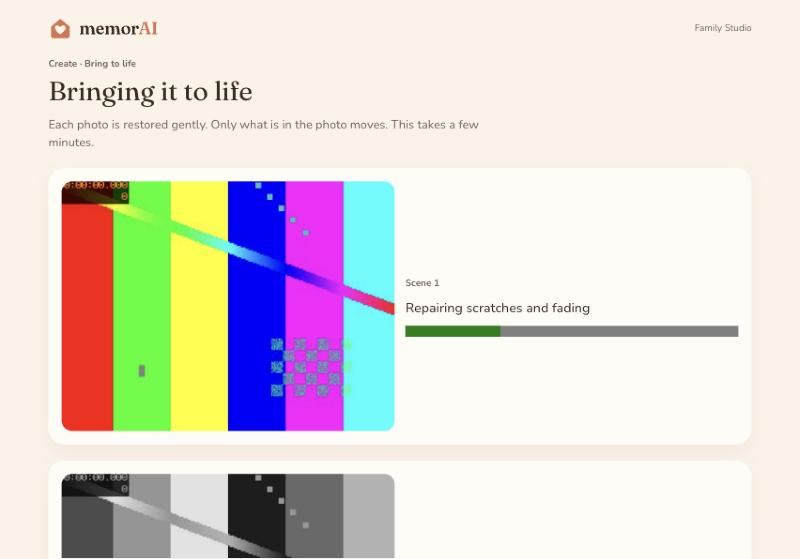 memorAI
Family Studio
Create · Bring to life
Bringing it to life
Each photo is restored gently. Only what is in the photo moves. This takes a few
minutes.
0:00:00.000
0
Scene 1
Repairing scratches and fading
0:00:00.000
0